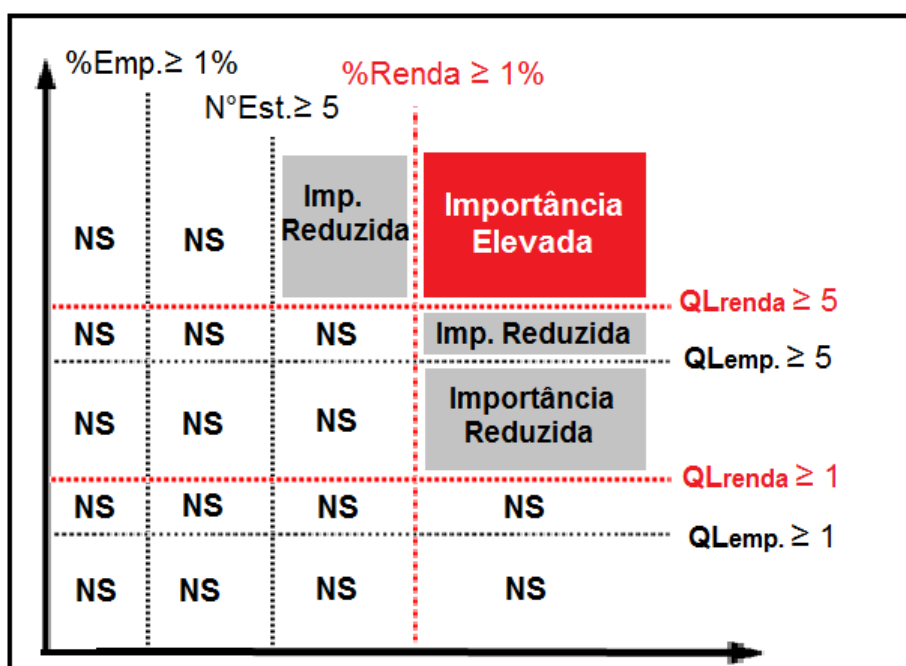 %Emp.≥ 1%
%Renda ≥ 1%
N°Est.≥ 5
Imp.
Reduzida
Importância
Elevada
NS
NS
QLrenda ≥ 5
NS
NS
NS
Imp. Reduzida
QLemp. ≥ 5
NS
NS
NS
Importância
Reduzida
QLrenda ≥ 1
NS
NS
NS
NS
QLemp. ≥ 1
NS
NS
NS
NS